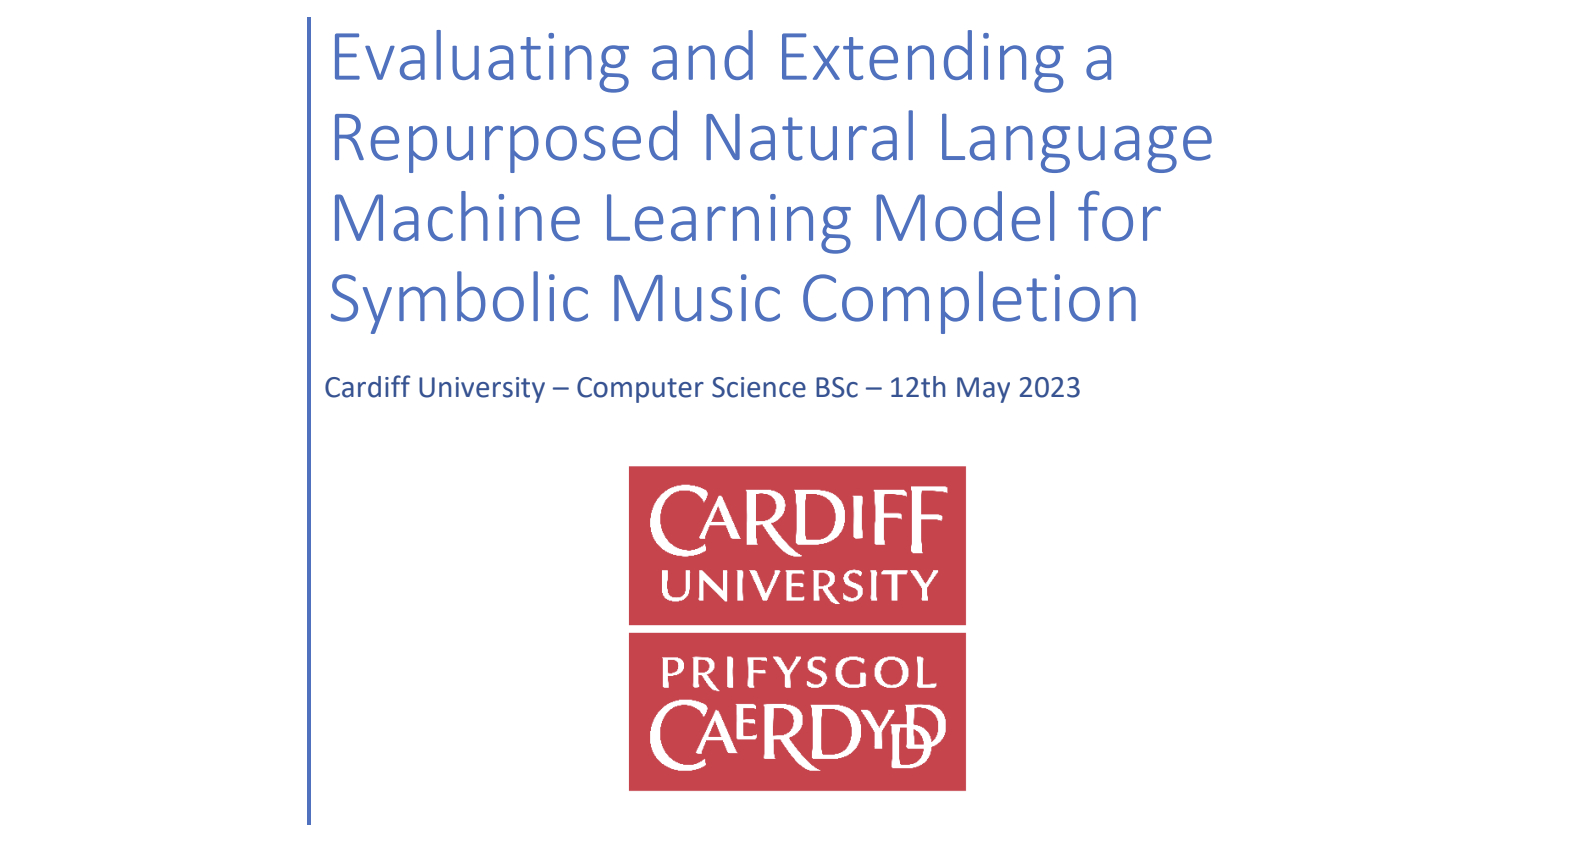 Evaluating and Extending a
Repurposed Natural Language
Machine Learning Model for
Symbolic Music Completion
Cardiff University – Computer Science BSc – 12th May 2023
CARDIFF
UNIVERSITY
PRIFYSGOL
CAERDYDD